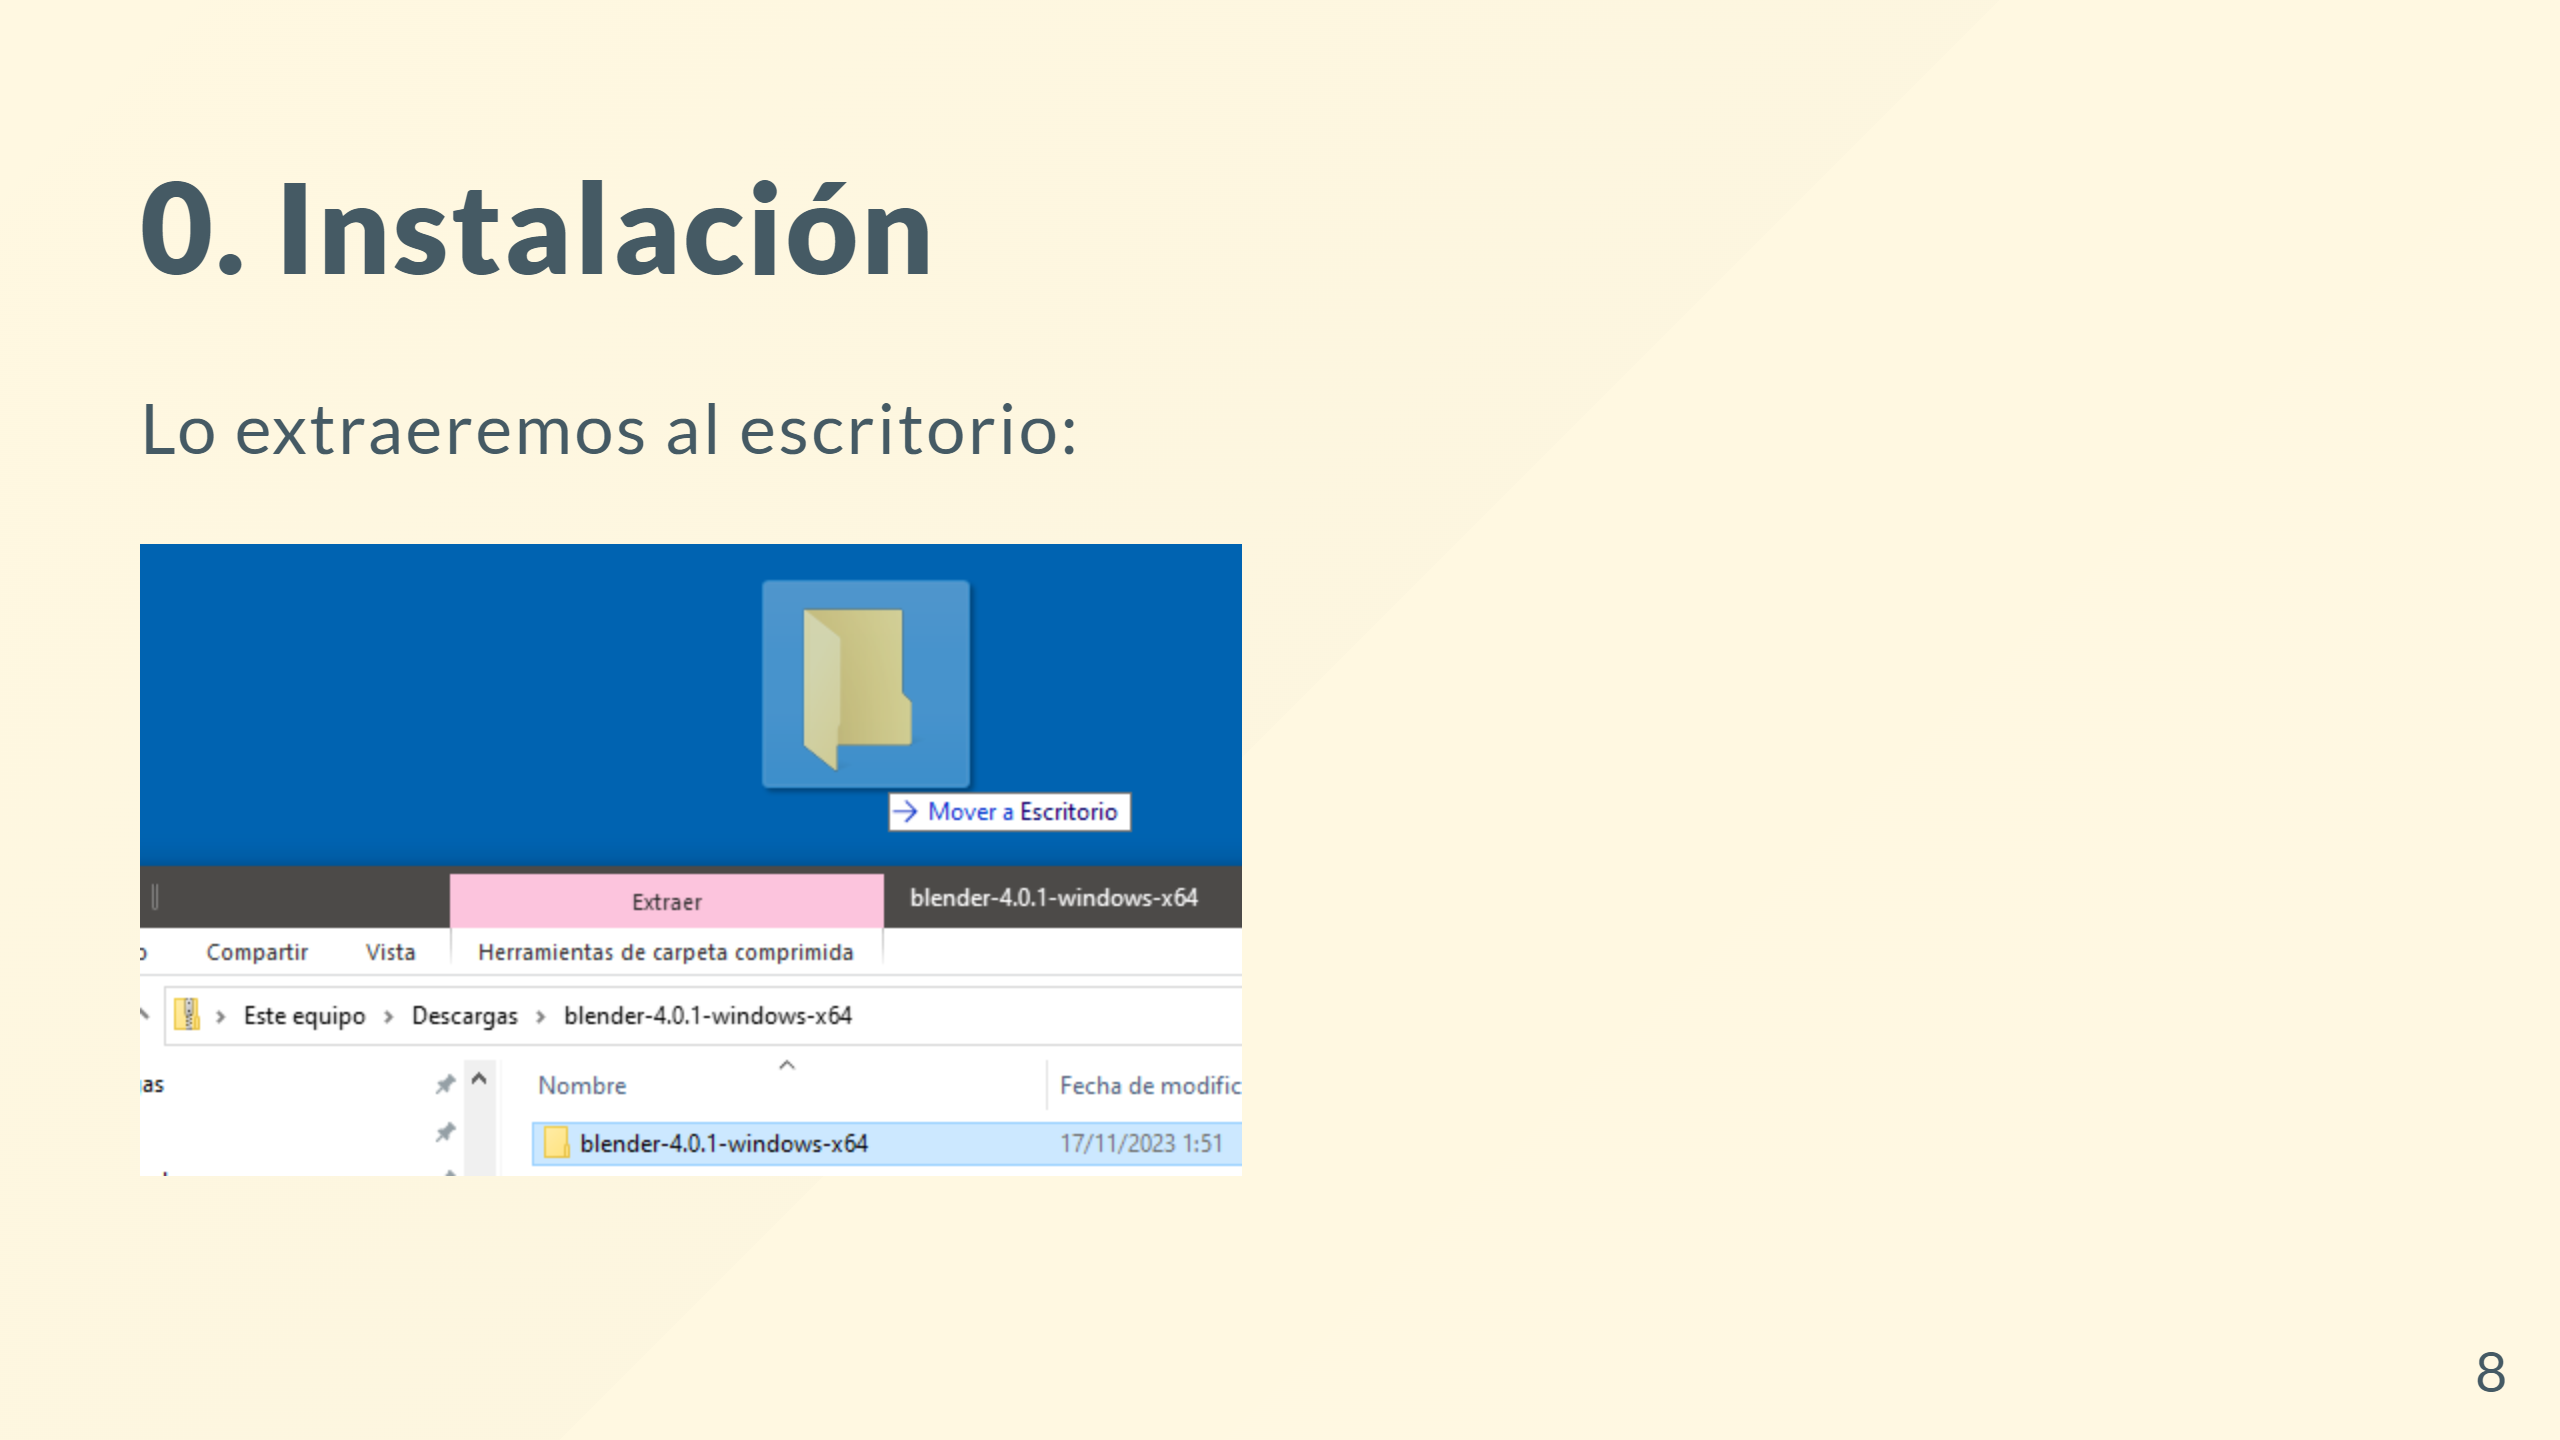 0. Instalación
Lo extraeremos al escritorio:
Mover a Escritorio
Extraer
blender-4.0.1-windows-x64
Compartir
Vista
Herramientas de carpeta comprimida
Este equipo > Descargas > blender-4.0.1-windows-x64
Nombre
Fecha de modific
blender-4.0.1-windows-x64
17/11/2023 1:51
8